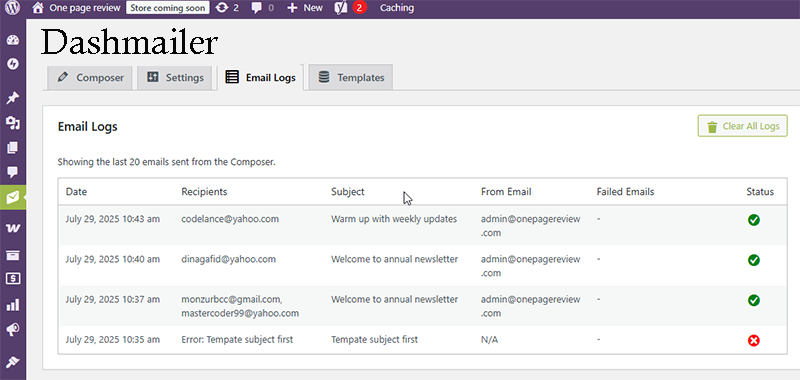 One page review Store coming soon 2 0 + New 2 Caching
Dashmailer
Composer Settings Email Logs Templates
Email Logs
Clear All Logs
Showing the last 20 emails sent from the Composer.
Date Recipients Subject From Email Failed Emails Status
July 29, 2025 10:43 am codelance@yahoo.com Warm up with weekly updates admin@onepagereview
.com -
July 29, 2025 10:40 am dinagafid@yahoo.com Welcome to annual newsletter admin@onepagereview
.com -
July 29, 2025 10:37 am monzurbcc@gmail.com, Welcome to annual newsletter admin@onepagereview -
mastercoder99@yahoo.com .com
July 29, 2025 10:35 am Error: Tempate subject first Tempate subject first N/A -